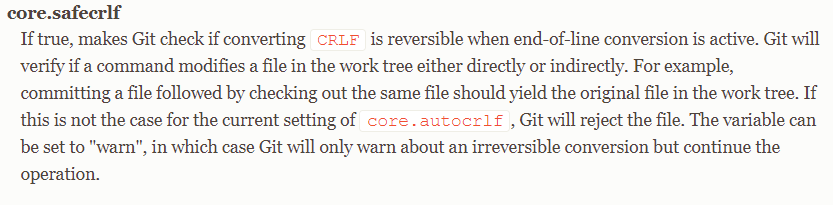 core.safecrlf
If true, makes Git check if converting CRLF is reversible when end-of-line conversion is active. Git will
verify if a command modifies a file in the work tree either directly or indirectly. For example,
committing a file followed by checking out the same file should yield the original file in the work tree. If
this is not the case for the current setting of core.autocrlf, Git will reject the file. The variable can
be set to "warn", in which case Git will only warn about an irreversible conversion but continue the
operation.